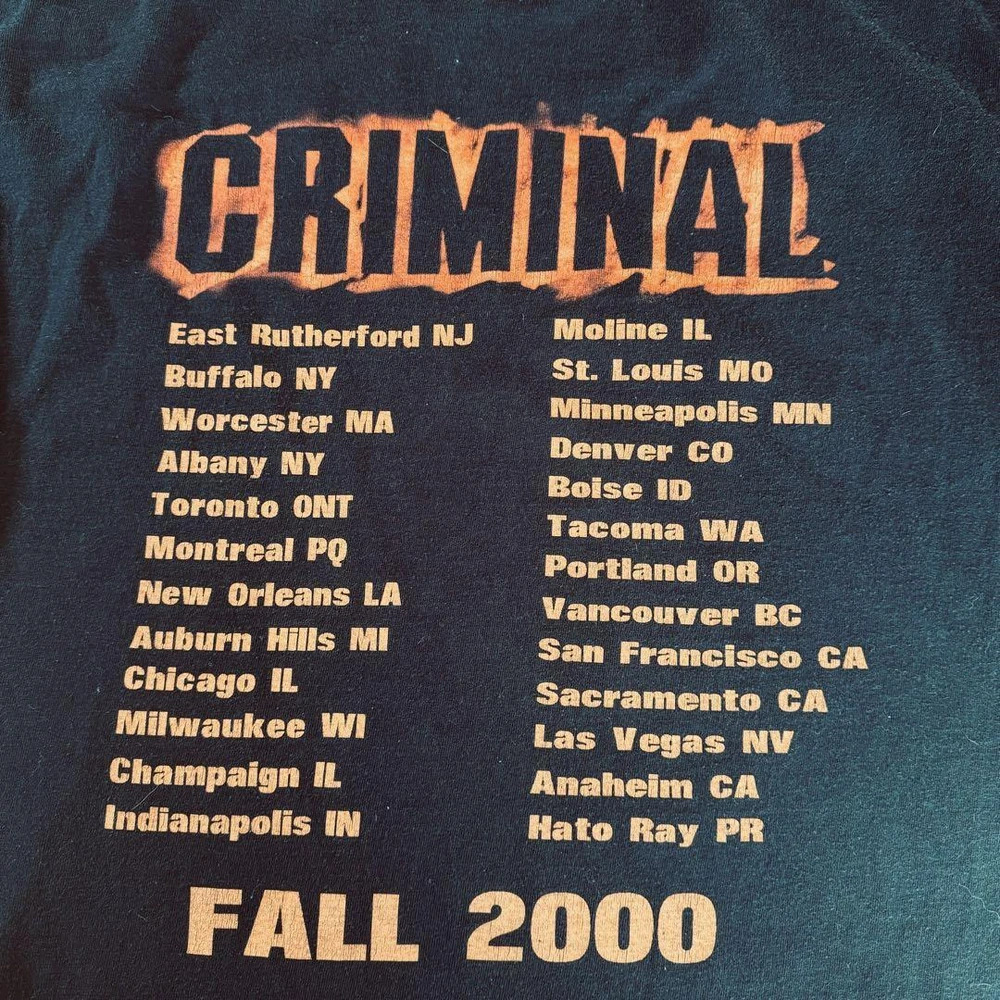 CRIMINAL
East Rutherford NJ
Buffalo NY
Worcester MA
Albany NY
Toronto ONT
Montreal PQ
New Orleans LA
Auburn Hills MI
Chicago IL
Milwaukee WI
Champaign IL
Indianapolis IN
Moline IL
St. Louis MO
Minneapolis MN
Denver CO
Boise ID
Tacoma WA
Portland OR
Vancouver BC
San Francisco CA
Sacramento CA
Las Vegas NV
Anaheim CA
Hato Ray PR
FALL 2000